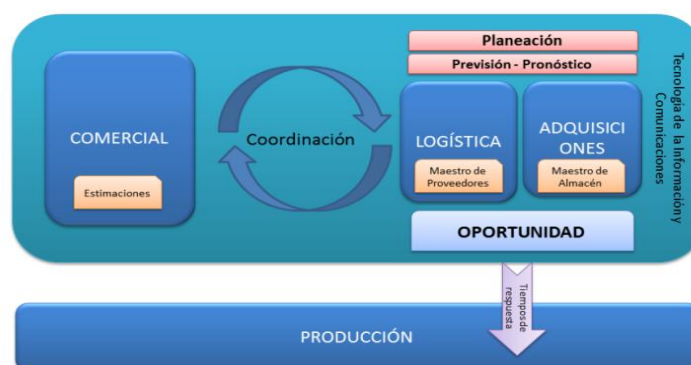 Planeación
Previsión - Pronóstico
COMERCIAL
Estimaciones
Coordinación
LOGÍSTICA
Maestro de
Proveedores
ADQUISICI
ONES
Maestro de
Almacén
Tecnología de la Información y
Comunicaciones
OPORTUNIDAD
Tiempos de
respuesta
PRODUCCIÓN